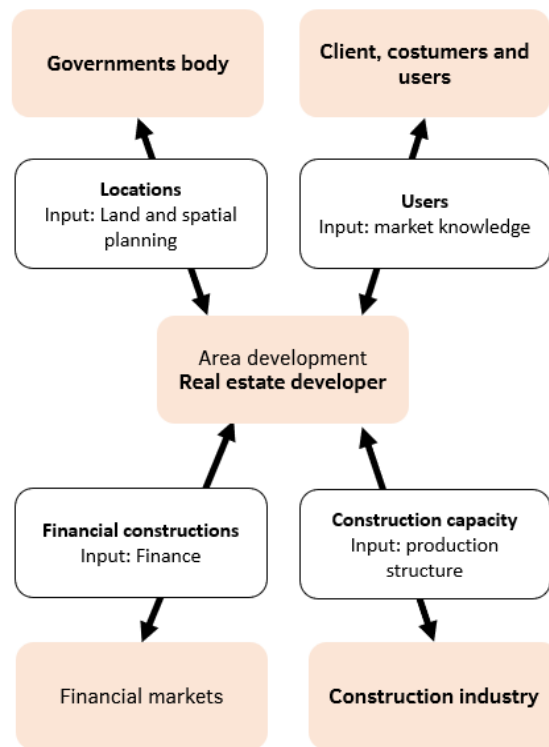 Governments body
Client, costumers and
users
Locations
Input: Land and spatial
planning
Users
Input: market knowledge
Area development
Real estate developer
Financial constructions
Input: Finance
Construction capacity
Input: production
structure
Financial markets
Construction industry